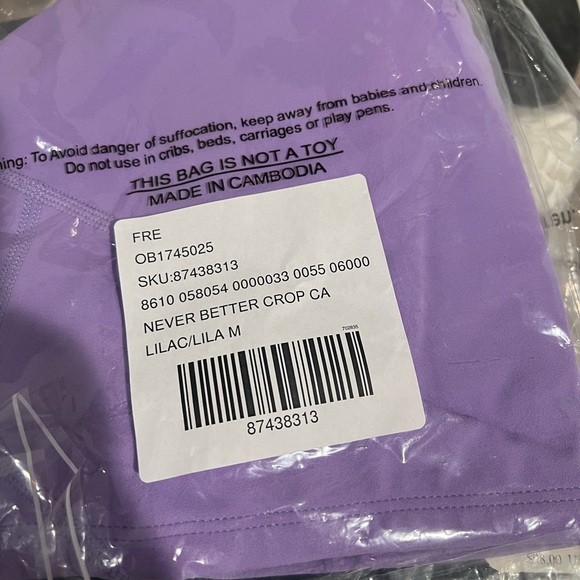 ning: To Avoid danger of suffocation, keep away from babies and children.
Do not use in cribs, beds, carriages or play pens.
THIS BAG IS NOT A TOY
MADE IN CAMBODIA
FRE
OB1745025
SKU:87438313
8610 058054 0000033 0055 06000
NEVER BETTER CROP CA
LILAC/LILA M
702835
87438313